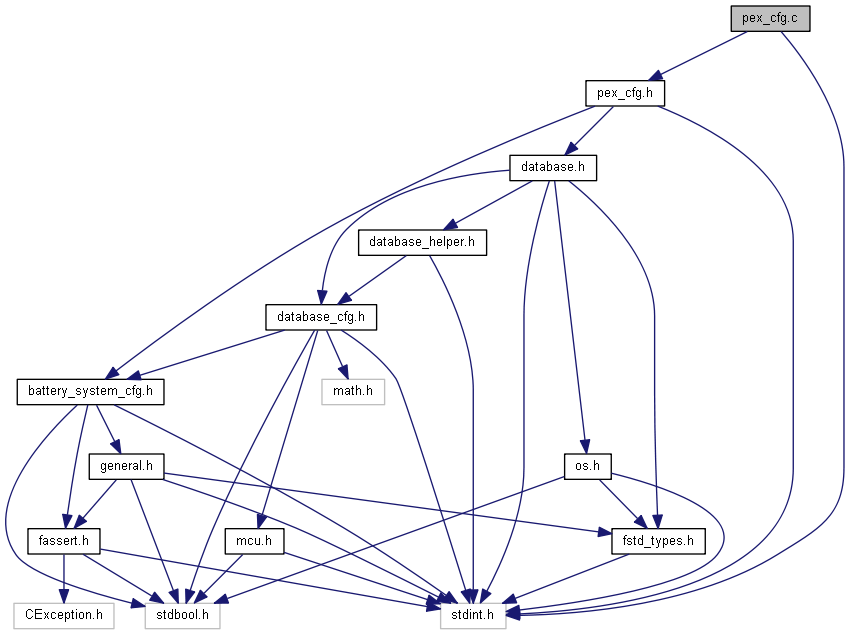 pex_cfg.c
pex_cfg.h
database.h
database_helper.h
database_cfg.h
battery_system_cfg.h
math.h
general.h
os.h
fassert.h
mcu.h
fstd_types.h
CException.h
stdbool.h
stdint.h